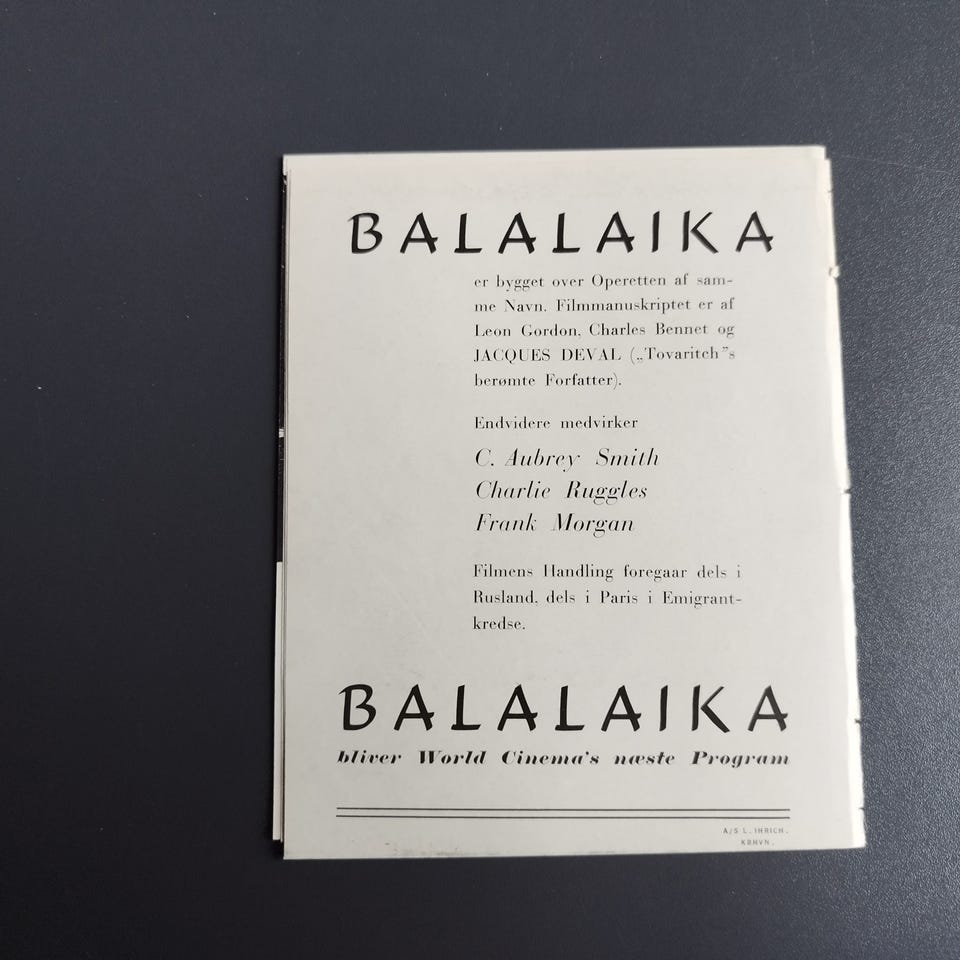 BALALAIKA
er bygget over Operetten af sam-
me Navn. Filmmanuskriptet er af
Leon Gordon, Charles Bennet og
JACQUES DEVAL („Tovaritch”s
berømte Forfatter).
Endvidere medvirker
C. Aubrey Smith
Charlie Ruggles
Frank Morgan
Filmens Handling foregaar dels i
Rusland, dels i Paris i Emigrant-
kredse.
BALALAIKA
bliver World Cinema's næste Program
A/S L. IHRICH.
KBHVN.